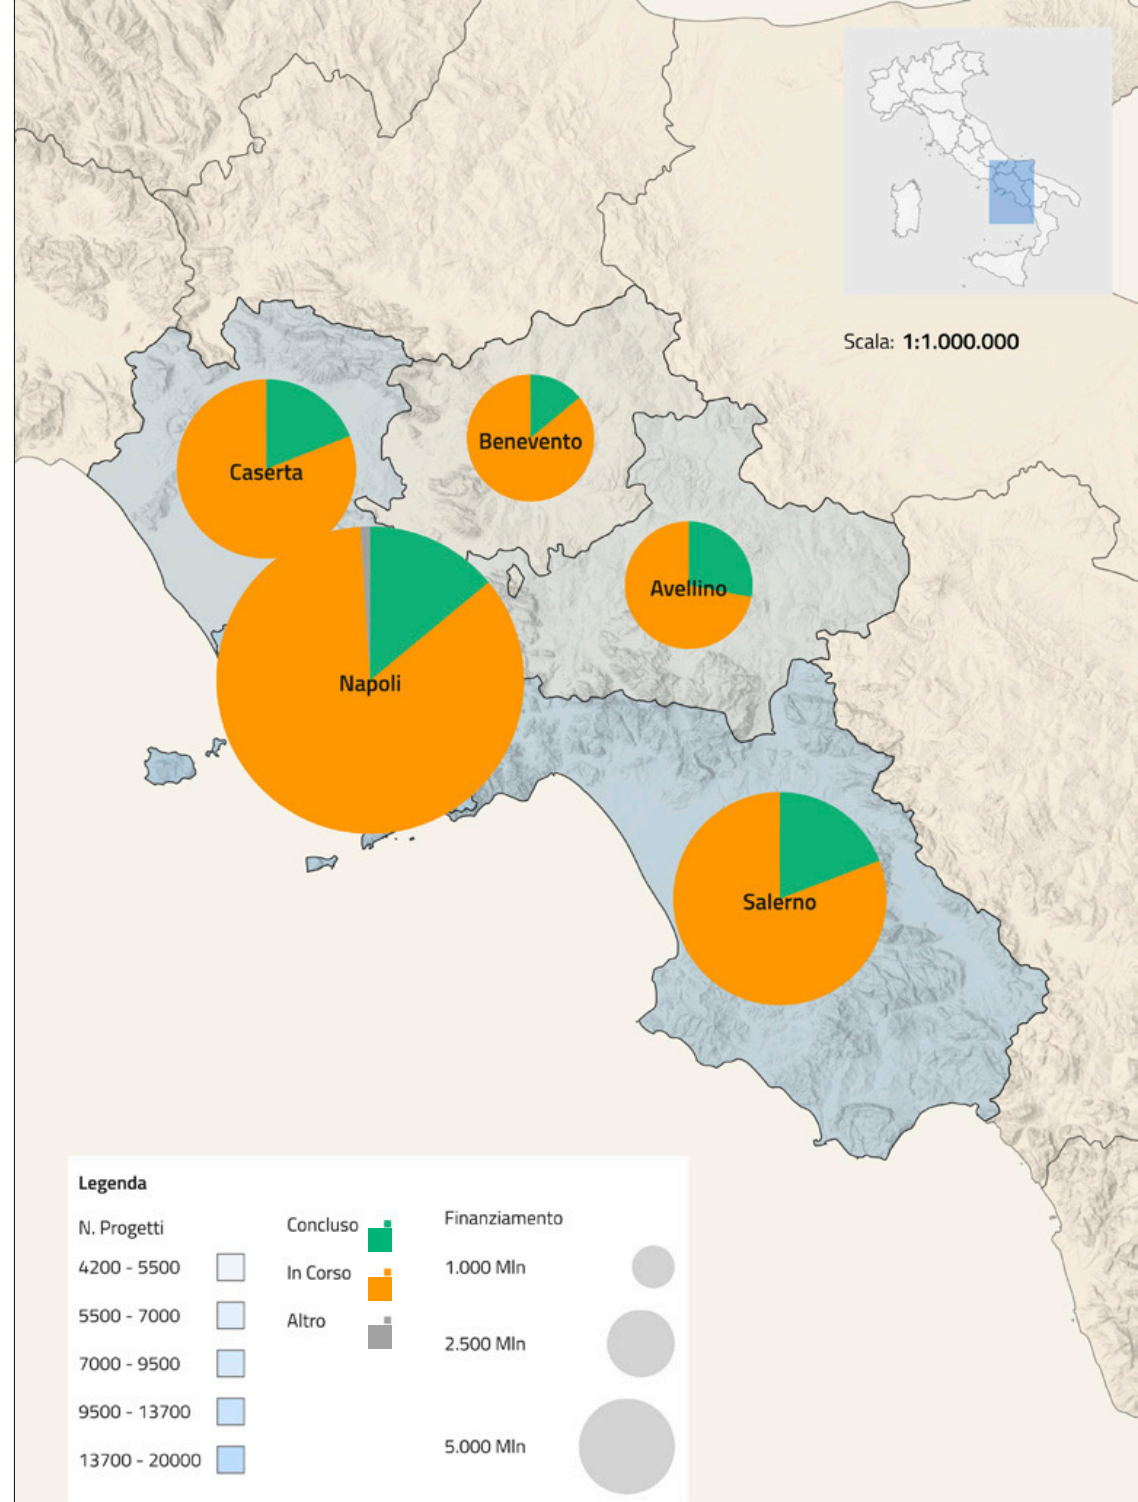 Scala: 1:1.000.000
Benevento
Caserta
Avellino
Napoli
Salerno
Legenda
N. Progetti
4200 - 5500
5500 - 7000
7000 - 9500
9500 - 13700
13700 - 20000
Concluso
In Corso
Altro
Finanziamento
1.000 Mln
2.500 Mln
5.000 Mln